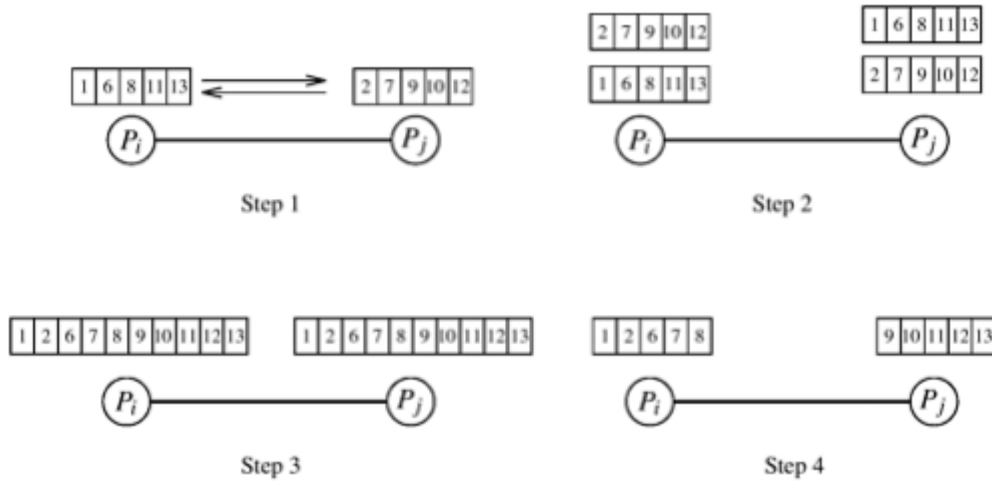 2 7 9 10 12
1 6 8 11 13
1 6 8 11 13
2 7 9 10 12
1 6 8 11 13
2 7 9 10 12
Pi
Pj
Pi
Pj
Step 1
Step 2
1 2 6 7 8 9 10 11 12 13
1 2 6 7 8 9 10 11 12 13
1 2 6 7 8
9 10 11 12 13
Pi
Pj
Pi
Pj
Step 3
Step 4